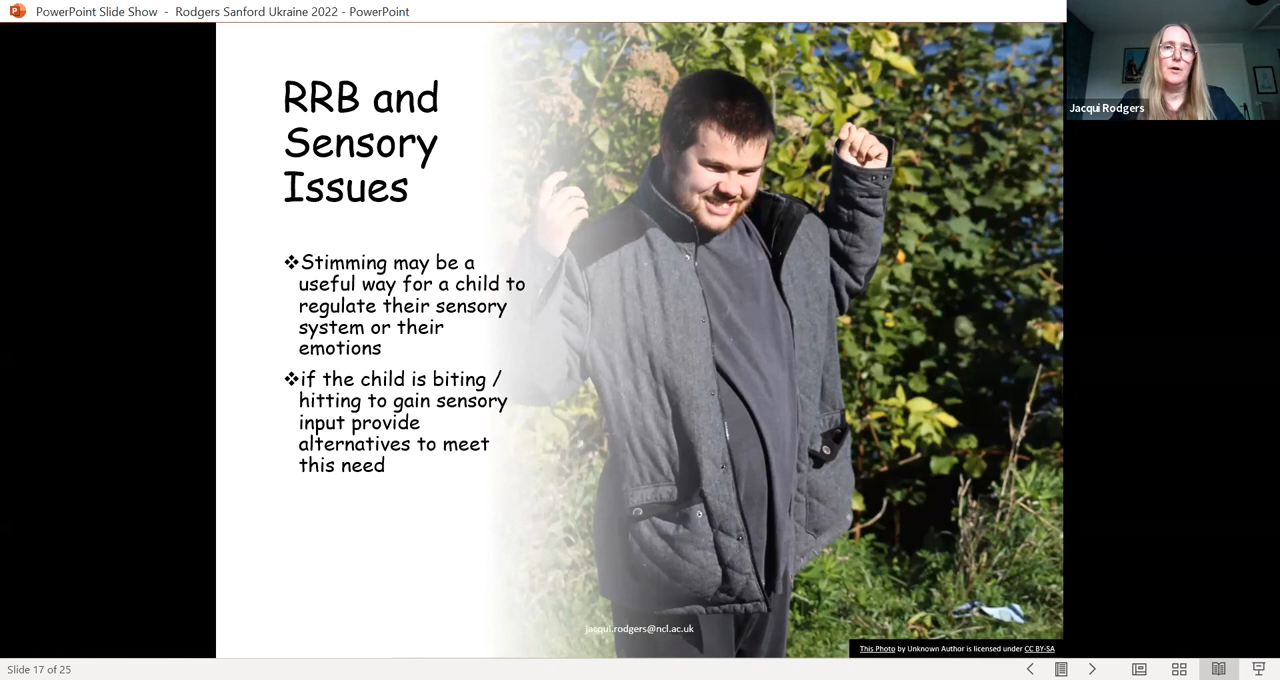 PowerPoint Slide Show - Rodgers Sanford Ukraine 2022 - PowerPoint
Jacqui Rodgers
RRB and
Sensory
Issues
❖Stimming may be a
useful way for a child to
regulate their sensory
system or their
emotions
❖if the child is biting /
hitting to gain sensory
input provide
alternatives to meet
this need
jacqui.rodgers@ncl.ac.uk
This Photo by Unknown Author is licensed under CC BY-SA
Slide 17 of 25